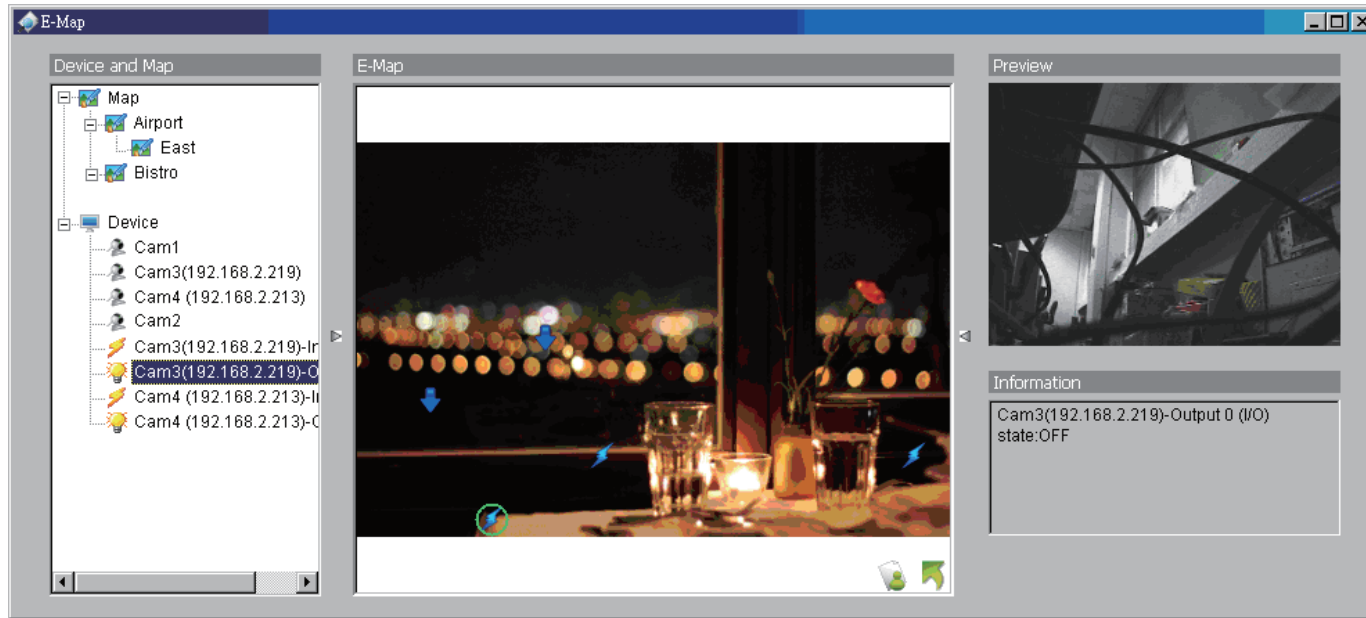 E-Map
Device and Map
Map
Airport
East
Bistro
Device
Cam1
Cam3(192.168.2.219)
Cam4 (192.168.2.213)
Cam2
Cam3(192.168.2.219)-In
Cam3(192.168.2.219)-O
Cam4 (192.168.2.213)-I
Cam4 (192.168.2.213)-O
E-Map
Preview
Information
Cam3(192.168.2.219)-Output 0 (I/O)
state:OFF